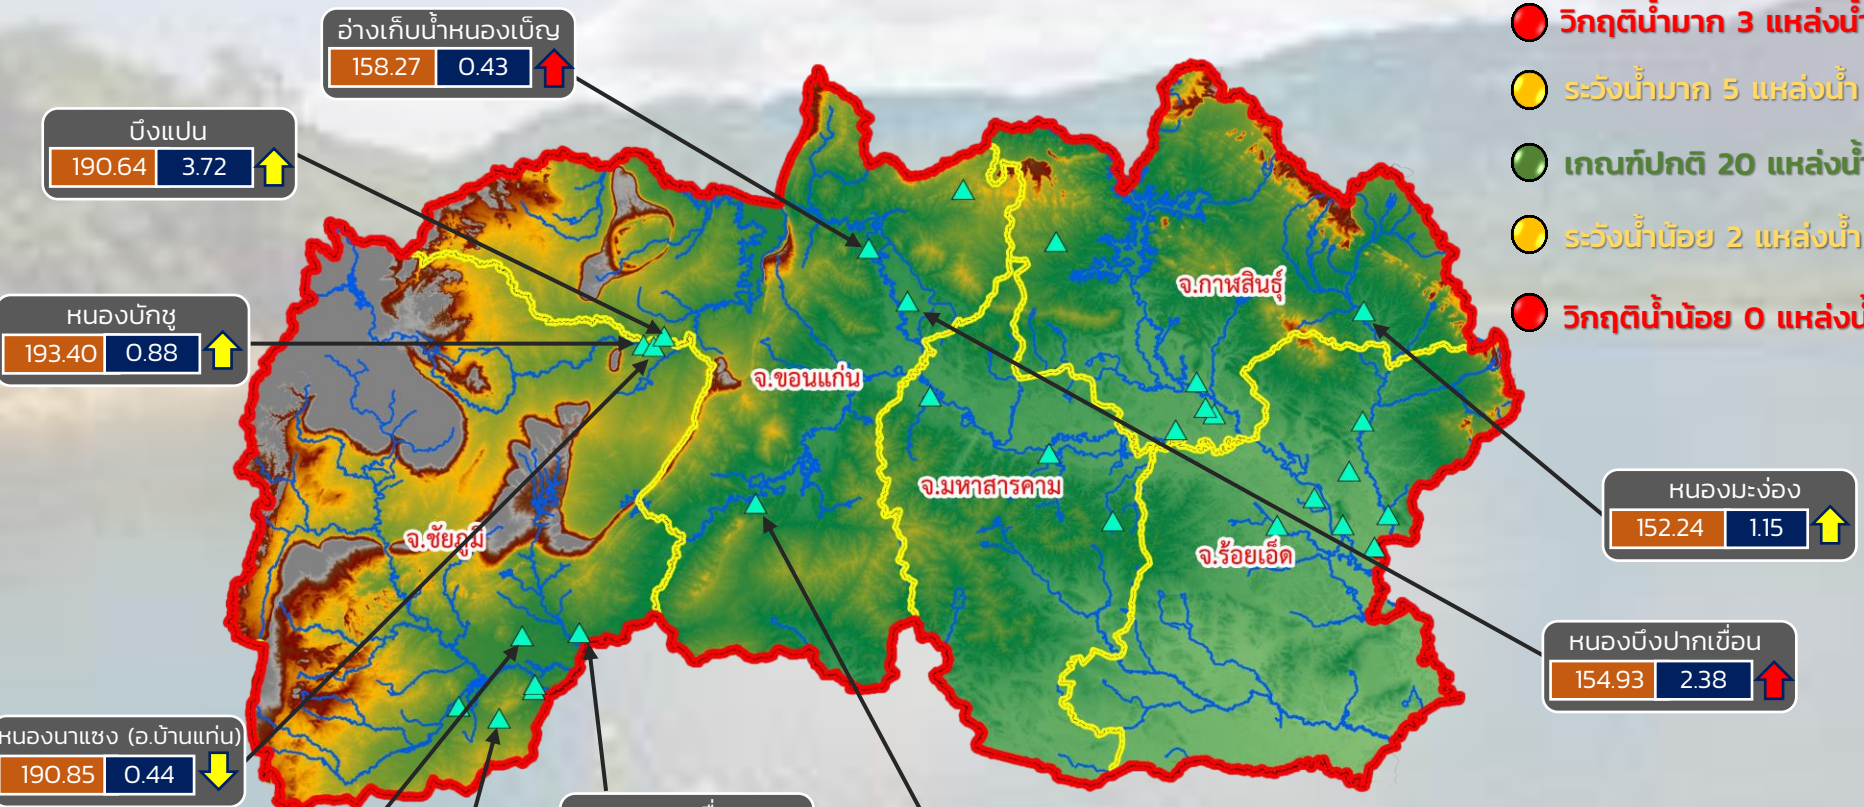 อ่างเก็บน้ำหนองเบ็ญ
158.27 0.43
บึงแปน
190.64 3.72
หนองบักชู
193.40 0.88
หนองนาแซง (อ.บ้านแท่น)
190.85 0.44
วิกฤติน้ำมาก 3 แหล่งน้ำ
ระวังน้ำมาก 5 แหล่งน้ำ
เกณฑ์ปกติ 20 แหล่งน้ำ
ระวังน้ำน้อย 2 แหล่งน้ำ
วิกฤติน้ำน้อย 0 แหล่งน้ำ
จ.กาฬสินธุ์
จ.ขอนแก่น
จ.มหาสารคาม
จ.ชัยภูมิ
จ.ร้อยเอ็ด
หนองมะง่อง
152.24 1.15
หนองบึงปากเขื่อน
154.93 2.38